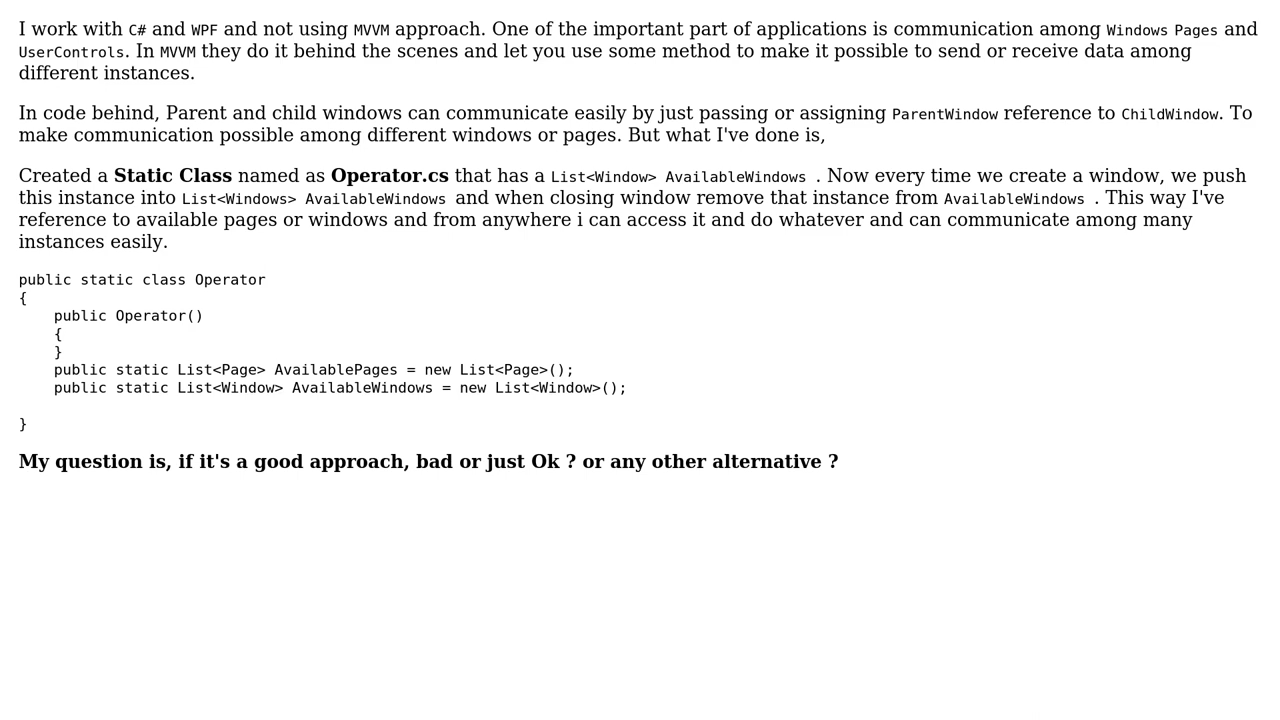 I work with C# and WPF and not using MVVM approach. One of the important part of applications is communication among Windows Pages and
UserControls. In MVVM they do it behind the scenes and let you use some method to make it possible to send or receive data among
different instances.
In code behind, Parent and child windows can communicate easily by just passing or assigning ParentWindow reference to ChildWindow. To
make communication possible among different windows or pages. But what I've done is,
Created a Static Class named as Operator.cs that has a List<Window> AvailableWindows . Now every time we create a window, we push
this instance into List<Windows> AvailableWindows and when closing window remove that instance from AvailableWindows . This way I've
reference to available pages or windows and from anywhere i can access it and do whatever and can communicate among many
instances easily.
public static class Operator
{
    public Operator()
    {
    }
    public static List<Page> AvailablePages = new List<Page>();
    public static List<Window> AvailableWindows = new List<Window>();
}
My question is, if it's a good approach, bad or just Ok ? or any other alternative ?